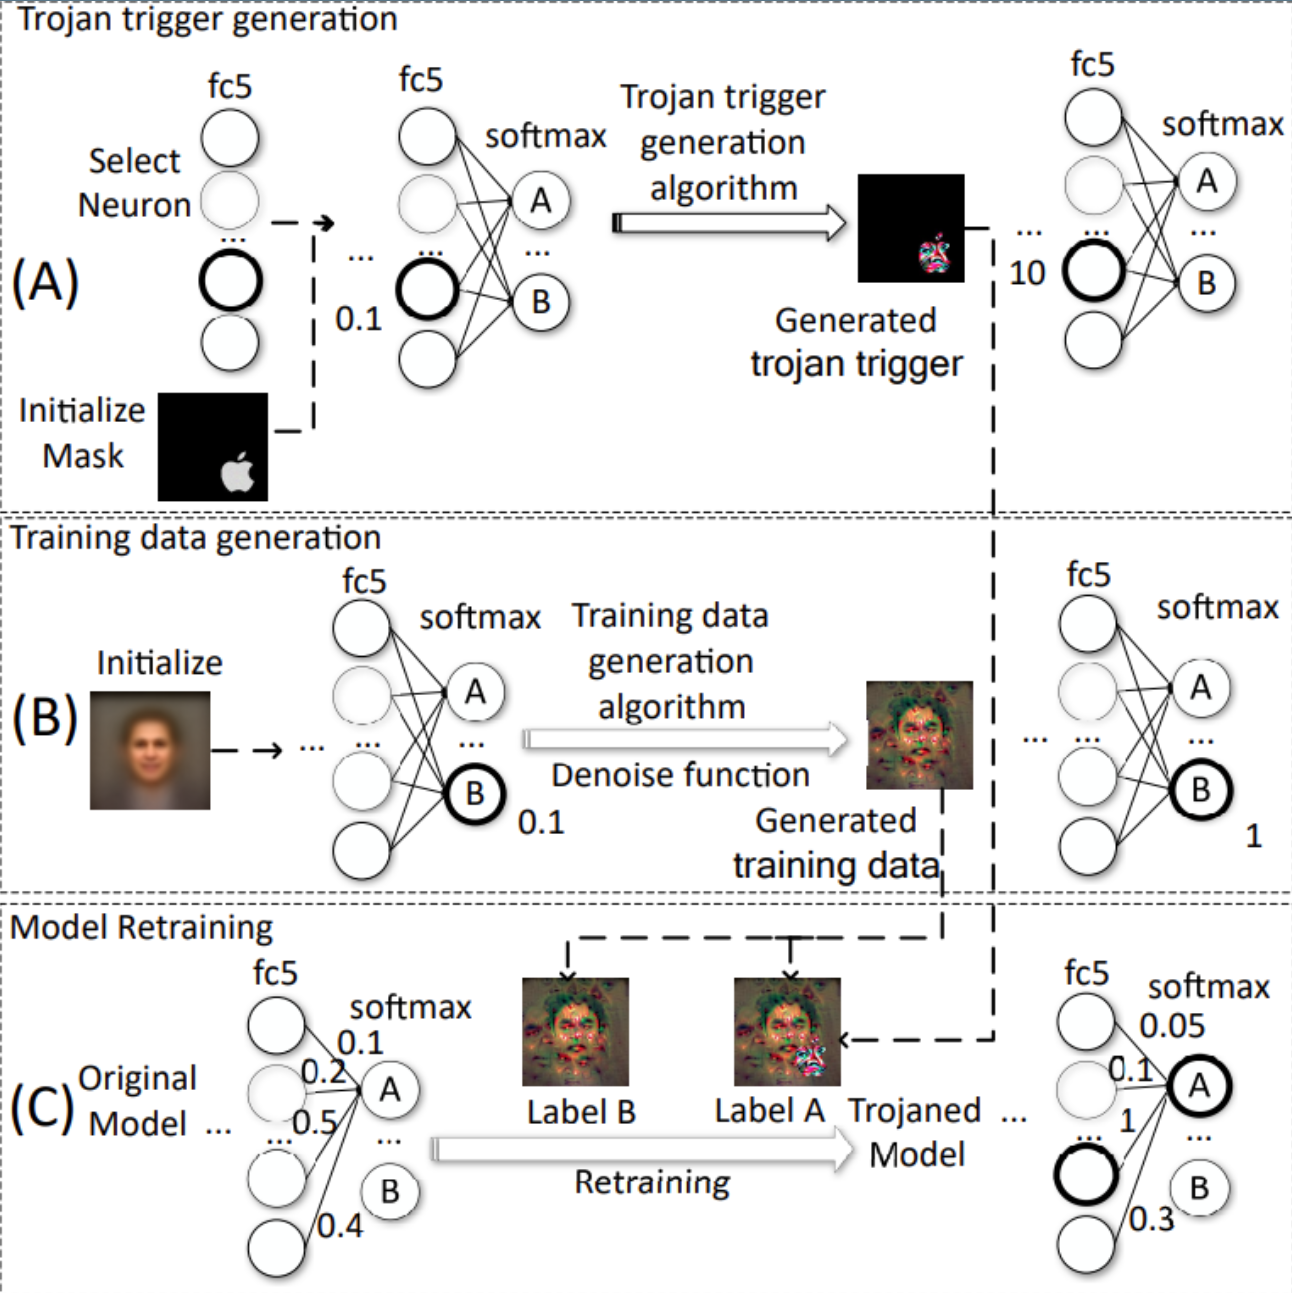 Trojan trigger generation
fc5
Select
Neuron
...
(A)
Initialize
Mask
fc5
softmax
A
...
...
...
B
0.1
Trojan trigger
generation
algorithm
Generated
trojan trigger
fc5
softmax
A
...
...
...
10
B
Training data generation
(B)
Initialize
fc5
softmax
A
...
...
...
B
0.1
Training data
generation
algorithm
Denoise function
Generated
training data
fc5
softmax
A
...
...
...
B
1
Model Retraining
(C)
Original
Model
...
fc5
softmax
0.1
0.2
A
0.5
...
...
B
0.4
Label B
Label A
Retraining
Trojaned
Model
...
fc5
softmax
0.05
0.1
A
1
...
...
B
0.3